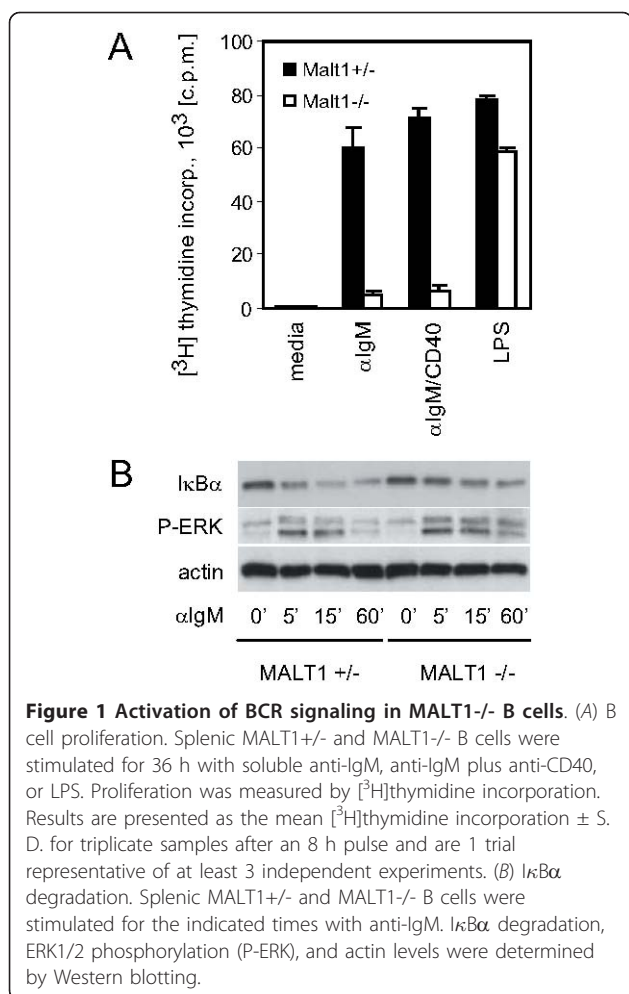 A
[³H] thymidine incorp., 10³ [c.p.m.]
100
80
60
40
20
0
Malt1+/-
Malt1-/-
media
αIgM
αIgM/CD40
LPS
B
IκBα
P-ERK
actin
αIgM 0' 5' 15' 60' 0' 5' 15' 60'
MALT1 +/- MALT1 -/-
Figure 1 Activation of BCR signaling in MALT1-/- B cells. (A) B
cell proliferation. Splenic MALT1+/- and MALT1-/- B cells were
stimulated for 36 h with soluble anti-IgM, anti-IgM plus anti-CD40,
or LPS. Proliferation was measured by [³H]thymidine incorporation.
Results are presented as the mean [³H]thymidine incorporation ± S.
D. for triplicate samples after an 8 h pulse and are 1 trial
representative of at least 3 independent experiments. (B) IκBα
degradation. Splenic MALT1+/- and MALT1-/- B cells were
stimulated for the indicated times with anti-IgM. IκBα degradation,
ERK1/2 phosphorylation (P-ERK), and actin levels were determined
by Western blotting.